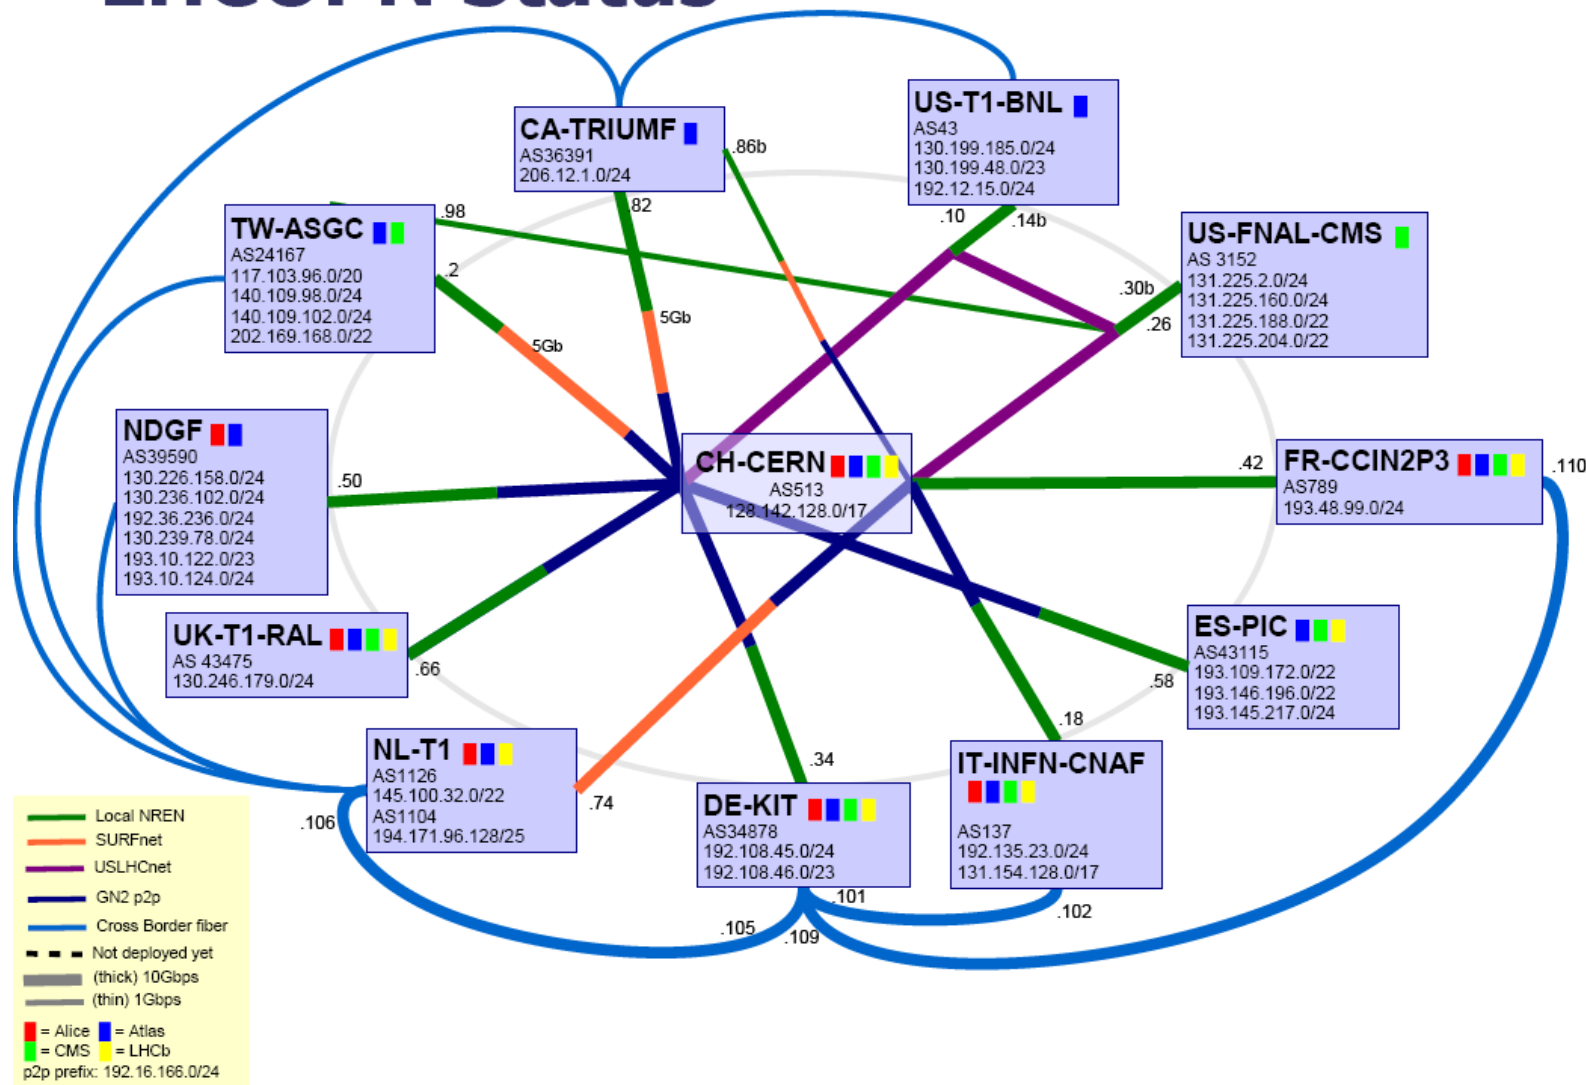 LHCOPN Status
CA-TRIUMF
AS36391
206.12.1.0/24
US-T1-BNL
AS43
130.199.185.0/24
130.199.48.0/23
192.12.15.0/24
TW-ASGC
AS24167
117.103.96.0/20
140.109.98.0/24
140.109.102.0/24
202.169.168.0/22
US-FNAL-CMS
AS 3152
131.225.2.0/24
131.225.160.0/24
131.225.188.0/22
131.225.204.0/22
.86b
.82
.98
.2
.10
.14b
.30b
.26
5Gb
5Gb
NDGF
AS39590
130.226.158.0/24
130.236.102.0/24
192.36.236.0/24
130.239.78.0/24
193.10.122.0/23
193.10.124.0/24
.50
CH-CERN
AS513
128.142.128.0/17
.42
FR-CCIN2P3
AS789
193.48.99.0/24
.110
UK-T1-RAL
AS 43475
130.246.179.0/24
.66
ES-PIC
AS43115
193.109.172.0/22
193.146.196.0/22
193.145.217.0/24
.58
NL-T1
AS1126
145.100.32.0/22
AS1104
194.171.96.128/25
.74
.106
DE-KIT
AS34878
192.108.45.0/24
192.108.46.0/23
.34
IT-INFN-CNAF
AS137
192.135.23.0/24
131.154.128.0/17
.18
.101
.102
.105
.109
Local NREN
SURFnet
USLHCnet
GN2 p2p
Cross Border fiber
Not deployed yet
(thick) 10Gbps
(thin) 1Gbps
= Alice = Atlas
= CMS = LHCb
p2p prefix: 192.16.166.0/24